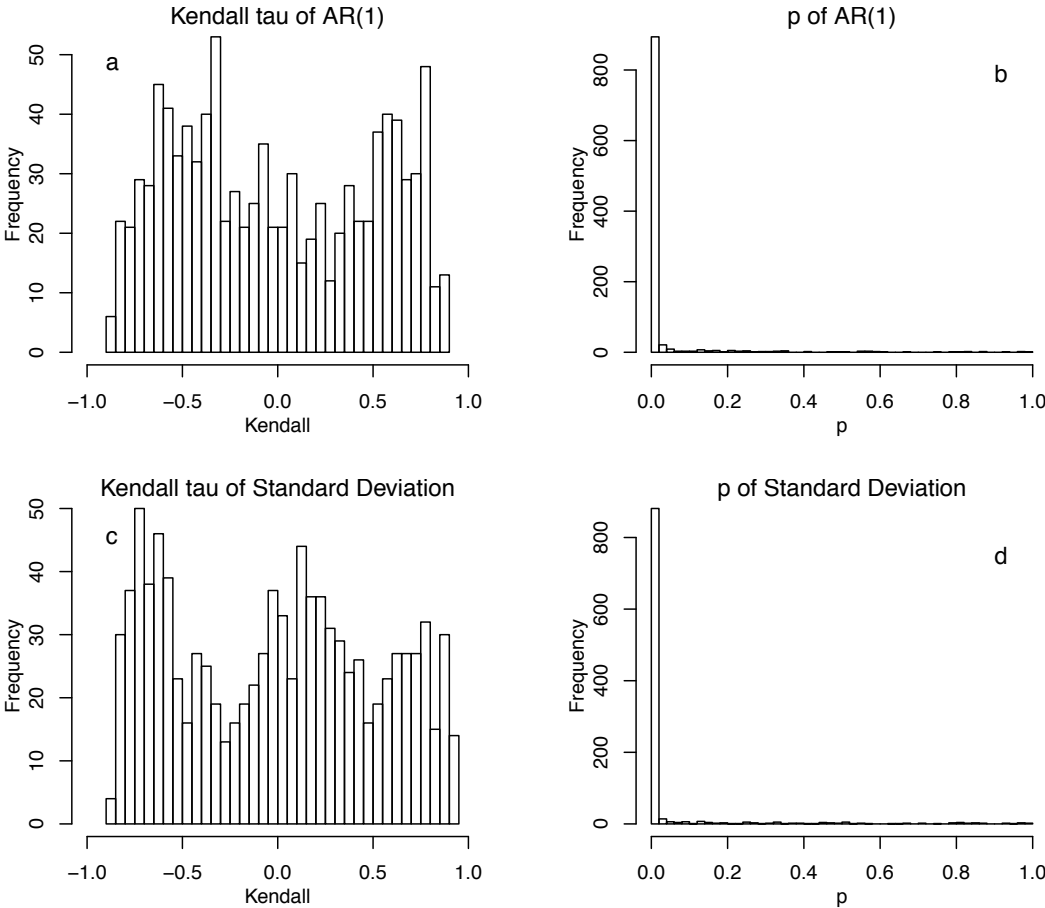 Kendall tau of AR(1)
a
Frequency
0 10 20 30 40 50
−1.0 −0.5 0.0 0.5 1.0
Kendall
p of AR(1)
b
Frequency
0 200 400 600 800
0.0 0.2 0.4 0.6 0.8 1.0
p
Kendall tau of Standard Deviation
c
Frequency
0 10 20 30 40 50
−1.0 −0.5 0.0 0.5 1.0
Kendall
p of Standard Deviation
d
Frequency
0 200 400 600 800
0.0 0.2 0.4 0.6 0.8 1.0
p